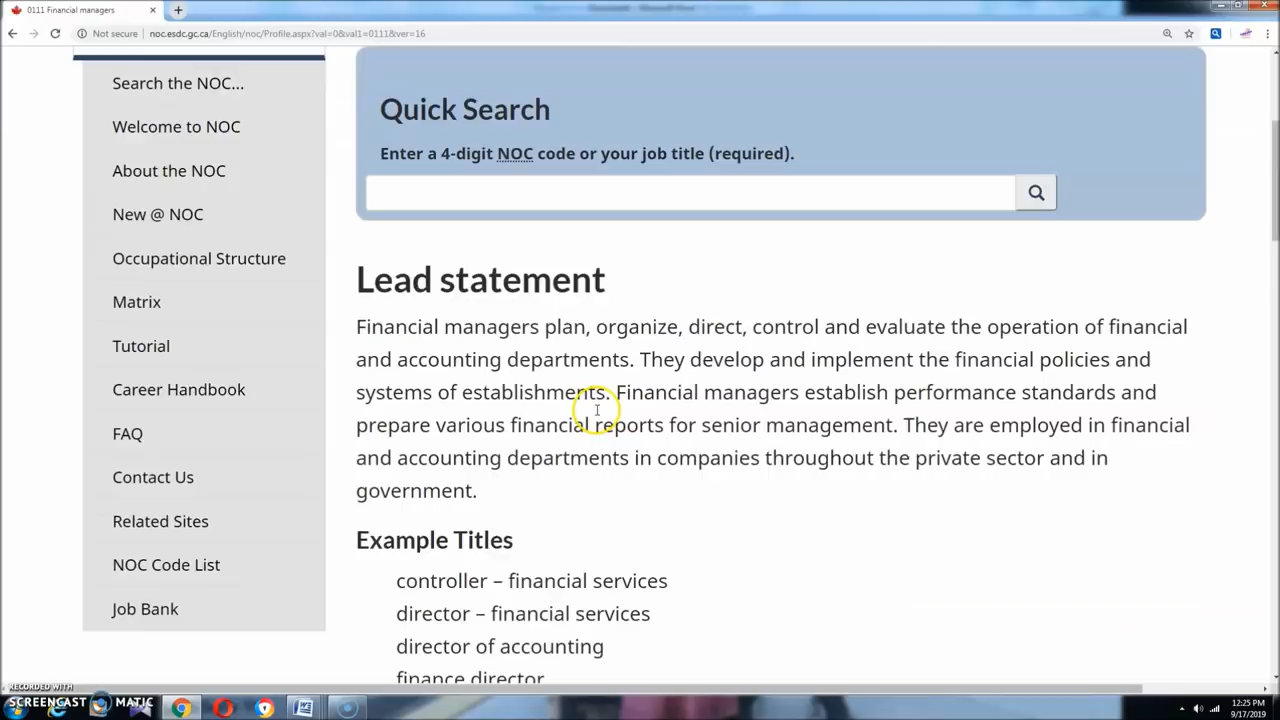 0111 Financial managers
Not secure
noc.esdc.gc.ca/English/noc/Profile.aspx?val=0&val1=0111&ver=16
Search the NOC...
Welcome to NOC
About the NOC
New @ NOC
Occupational Structure
Matrix
Tutorial
Career Handbook
FAQ
Contact Us
Related Sites
NOC Code List
Job Bank
Quick Search
Enter a 4-digit NOC code or your job title (required).
Lead statement
Financial managers plan, organize, direct, control and evaluate the operation of financial
and accounting departments. They develop and implement the financial policies and
systems of establishments. Financial managers establish performance standards and
prepare various financial reports for senior management. They are employed in financial
and accounting departments in companies throughout the private sector and in
government.
Example Titles
controller – financial services
director – financial services
director of accounting
finance director
RECORDED WITH
SCREENCAST MATIC
12:25 PM
9/17/2019